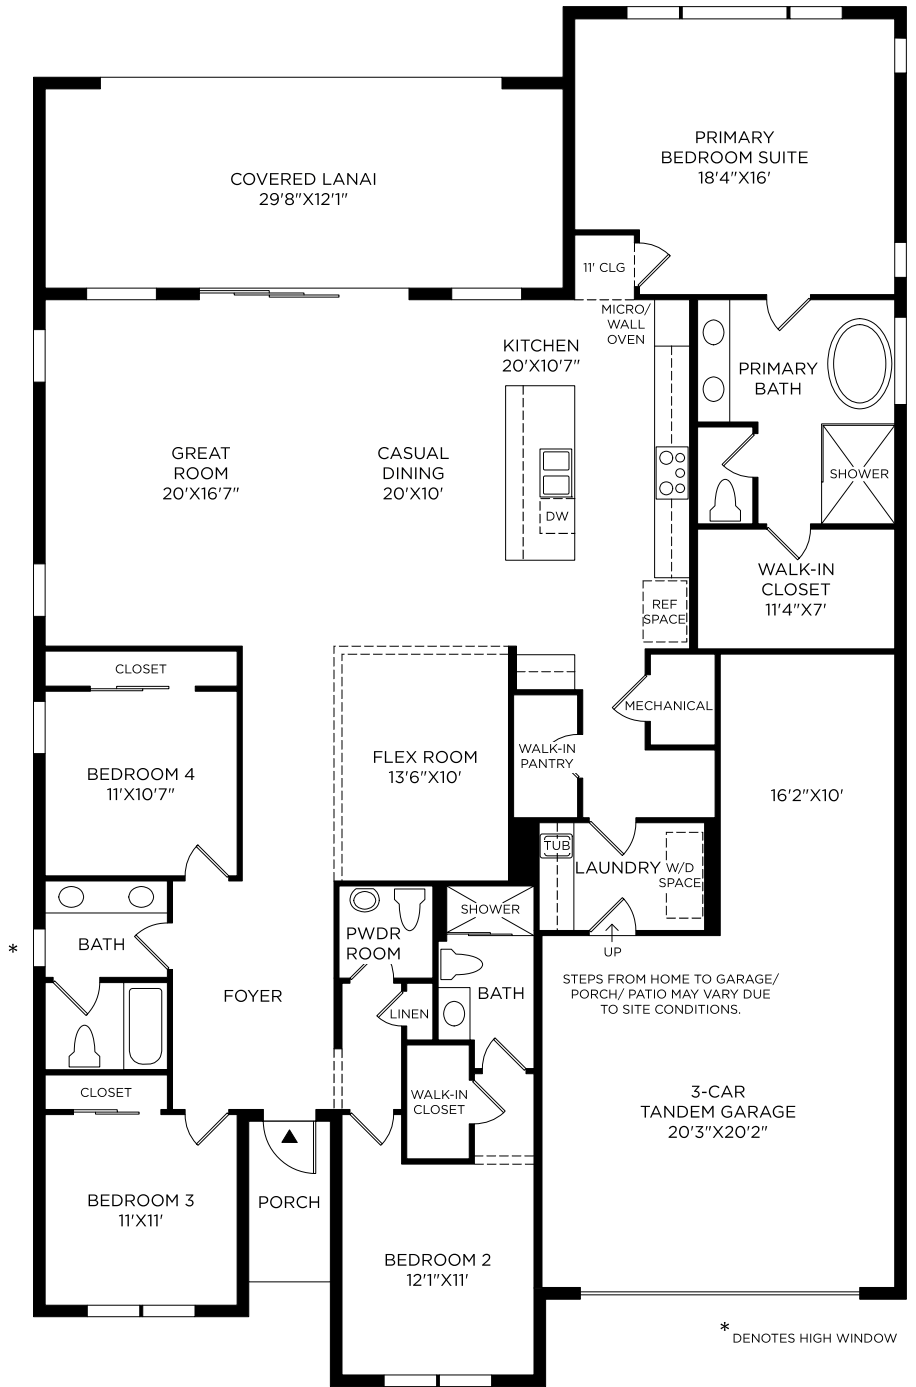 PRIMARY
BEDROOM SUITE
18'4"X16'
COVERED LANAI
29'8"X12'1"
11' CLG
MICRO/
WALL
OVEN
KITCHEN
20'X10'7"
PRIMARY
BATH
GREAT
ROOM
20'X16'7"
CASUAL
DINING
20'X10'
SHOWER
DW
WALK-IN
CLOSET
11'4"X7'
REF
SPACE
CLOSET
MECHANICAL
BEDROOM 4
11'X10'7"
FLEX ROOM
13'6"X10'
WALK-IN
PANTRY
16'2"X10'
TUB
LAUNDRY
W/D
SPACE
SHOWER
*
BATH
PWDR
ROOM
UP
STEPS FROM HOME TO GARAGE/
PORCH/ PATIO MAY VARY DUE
TO SITE CONDITIONS.
FOYER
BATH
LINEN
CLOSET
WALK-IN
CLOSET
3-CAR
TANDEM GARAGE
20'3"X20'2"
BEDROOM 3
11'X11'
PORCH
BEDROOM 2
12'1"X11'
* DENOTES HIGH WINDOW